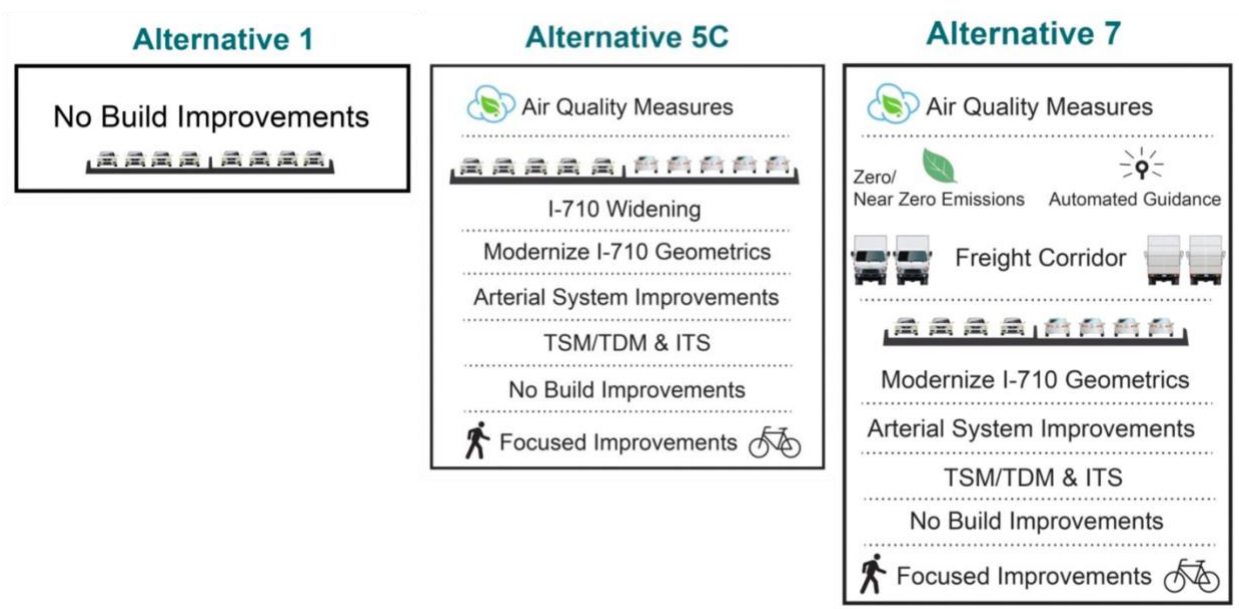 Alternative 1
No Build Improvements
Alternative 5C
Air Quality Measures
I-710 Widening
Modernize I-710 Geometrics
Arterial System Improvements
TSM/TDM & ITS
No Build Improvements
Focused Improvements
Alternative 7
Air Quality Measures
Zero/
Near Zero Emissions
Automated Guidance
Freight Corridor
Modernize I-710 Geometrics
Arterial System Improvements
TSM/TDM & ITS
No Build Improvements
Focused Improvements